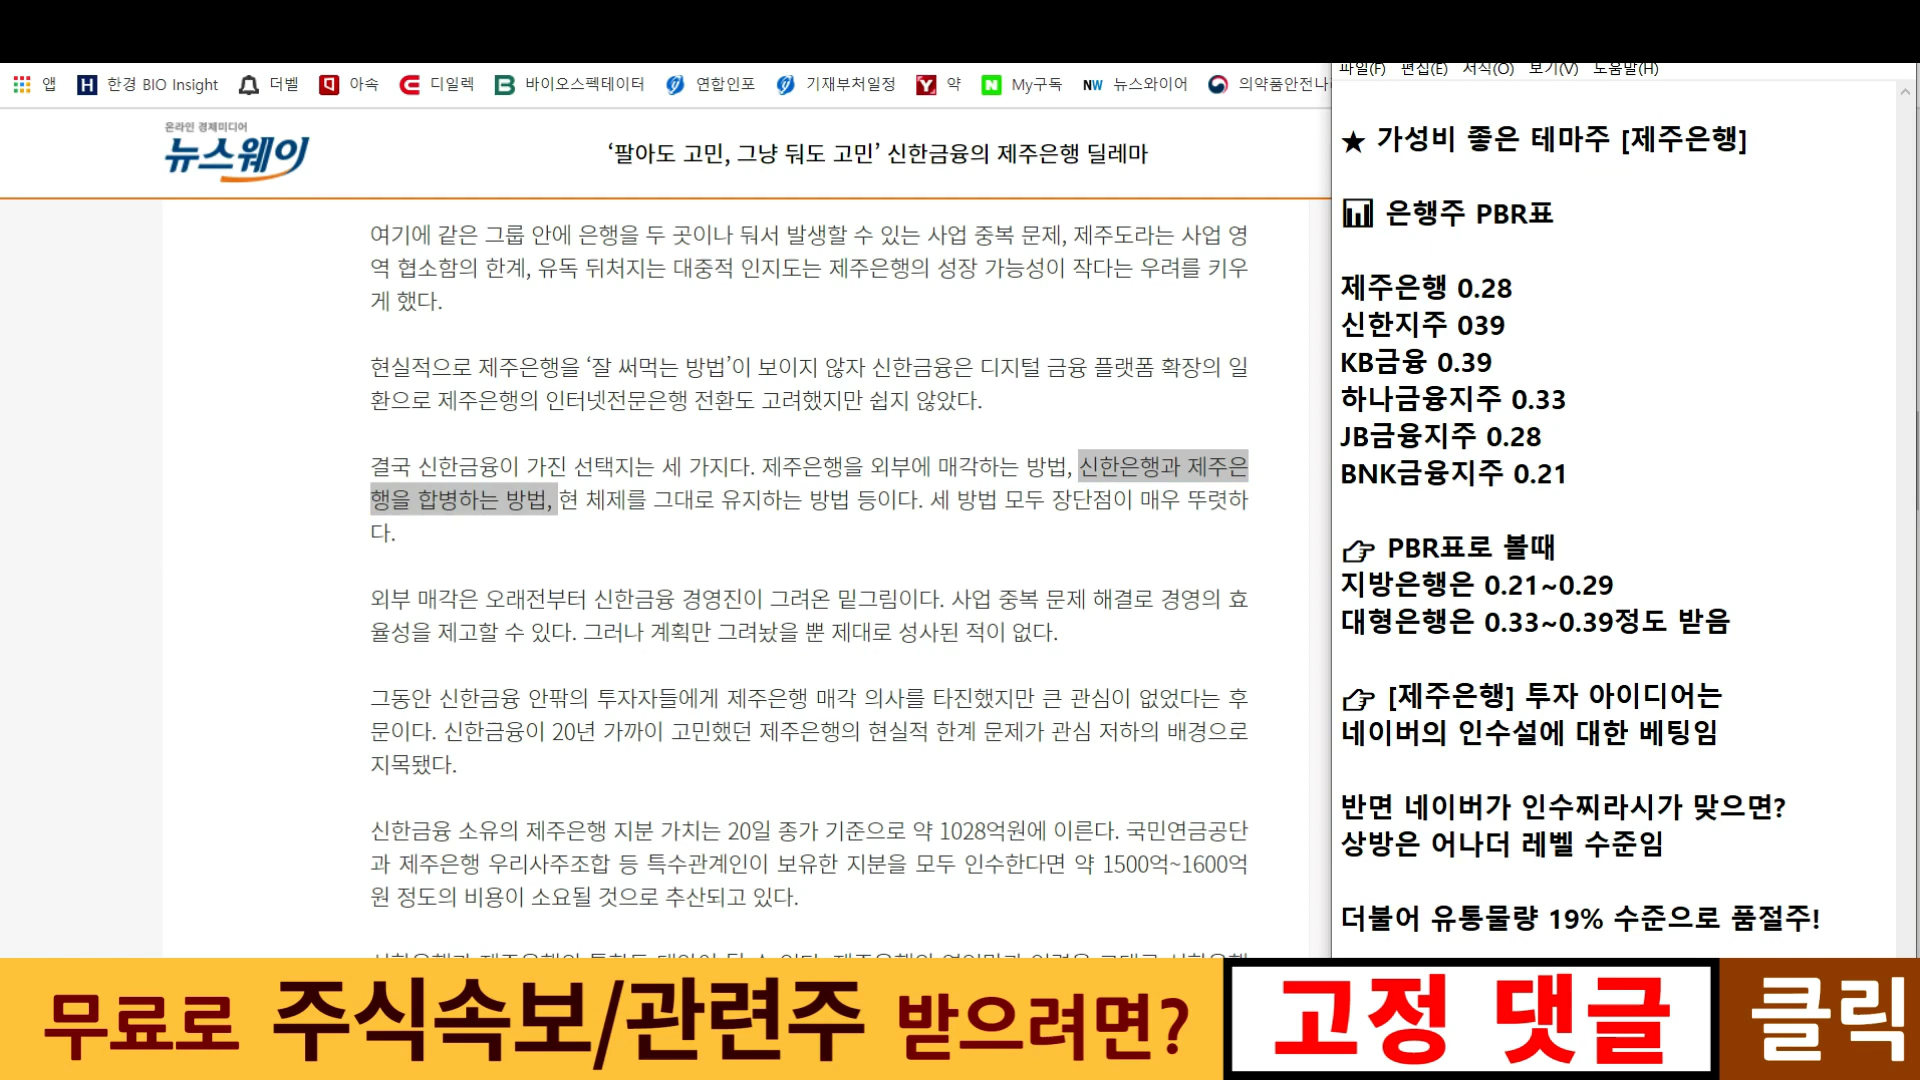 앱 한경 BIO Insight 더벨 아속 디일렉 바이오스펙테이터 연합인포 기재부처일정 약 My구독 NW 뉴스와이어 의약품안전나
온라인 경제미디어
뉴스웨이
‘팔아도 고민, 그냥 둬도 고민’ 신한금융의 제주은행 딜레마
여기에 같은 그룹 안에 은행을 두 곳이나 둬서 발생할 수 있는 사업 중복 문제, 제주도라는 사업 영
역 협소함의 한계, 유독 뒤처지는 대중적 인지도는 제주은행의 성장 가능성이 작다는 우려를 키우
게 했다.
현실적으로 제주은행을 ‘잘 써먹는 방법’이 보이지 않자 신한금융은 디지털 금융 플랫폼 확장의 일
환으로 제주은행의 인터넷전문은행 전환도 고려했지만 쉽지 않았다.
결국 신한금융이 가진 선택지는 세 가지다. 제주은행을 외부에 매각하는 방법, 신한은행과 제주은
행을 합병하는 방법, 현 체제를 그대로 유지하는 방법 등이다. 세 방법 모두 장단점이 매우 뚜렷하
다.
외부 매각은 오래전부터 신한금융 경영진이 그려온 밑그림이다. 사업 중복 문제 해결로 경영의 효
율성을 제고할 수 있다. 그러나 계획만 그려놨을 뿐 제대로 성사된 적이 없다.
그동안 신한금융 안팎의 투자자들에게 제주은행 매각 의사를 타진했지만 큰 관심이 없었다는 후
문이다. 신한금융이 20년 가까이 고민했던 제주은행의 현실적 한계 문제가 관심 저하의 배경으로
지목됐다.
신한금융 소유의 제주은행 지분 가치는 20일 종가 기준으로 약 1028억원에 이른다. 국민연금공단
과 제주은행 우리사주조합 등 특수관계인이 보유한 지분을 모두 인수한다면 약 1500억~1600억
원 정도의 비용이 소요될 것으로 추산되고 있다.
파일(F) 편집(E) 서식(O) 보기(V) 도움말(H)
★ 가성비 좋은 테마주 [제주은행]
📊 은행주 PBR표
제주은행 0.28
신한지주 039
KB금융 0.39
하나금융지주 0.33
JB금융지주 0.28
BNK금융지주 0.21
👉 PBR표로 볼때
지방은행은 0.21~0.29
대형은행은 0.33~0.39정도 받음
👉 [제주은행] 투자 아이디어는
네이버의 인수설에 대한 베팅임
반면 네이버가 인수찌라시가 맞으면?
상방은 어나더 레벨 수준임
더불어 유통물량 19% 수준으로 품절주!
무료로 주식속보/관련주 받으려면? 고정 댓글 클릭